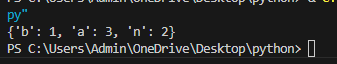 py"
{'b': 1, 'a': 3, 'n': 2}
PS C:\Users\Admin\OneDrive\Desktop\python>